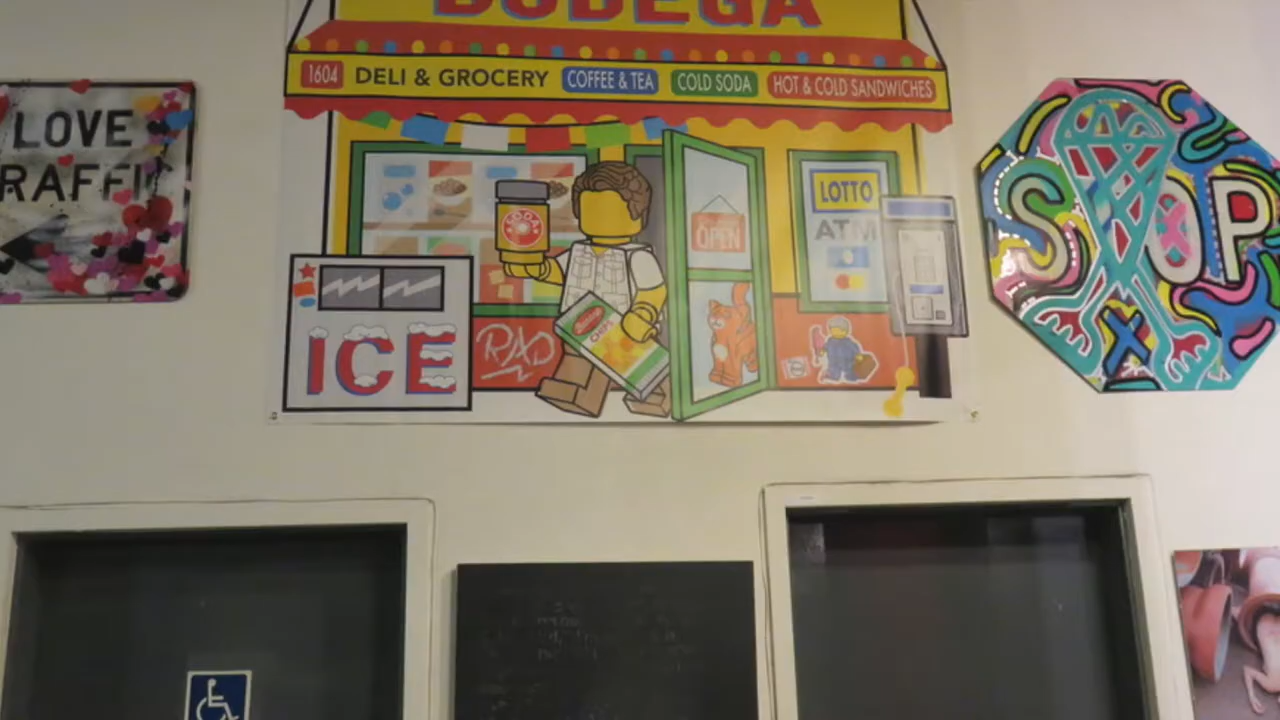 BODEGA
1604 DELI & GROCERY COFFEE & TEA COLD SODA HOT & COLD SANDWICHES
LOVE
RAFFI
LOTTO
ATM
OPEN
CHIPS
ICE
RAD
STOP